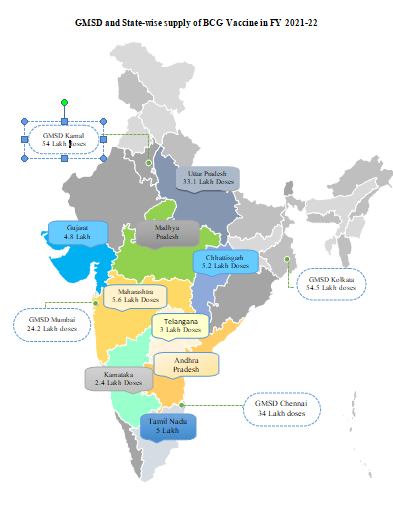 GMSD and State-wise supply of BCG Vaccine in FY 2021-22
GMSD Karnal
54 Lakh doses
Uttar Pradesh
33.1 Lakh Doses
Gujarat
4.8 Lakh
Madhya
Pradesh
Chhattisgarh
5.2 Lakh Doses
GMSD Kolkata
54.5 Lakh doses
Maharashtra
5.6 Lakh Doses
GMSD Mumbai
24.2 Lakh doses
Telangana
3 Lakh Doses
Andhra
Pradesh
Karnataka
2.4 Lakh Doses
GMSD Chennai
34 Lakh doses
Tamil Nadu
5 Lakh